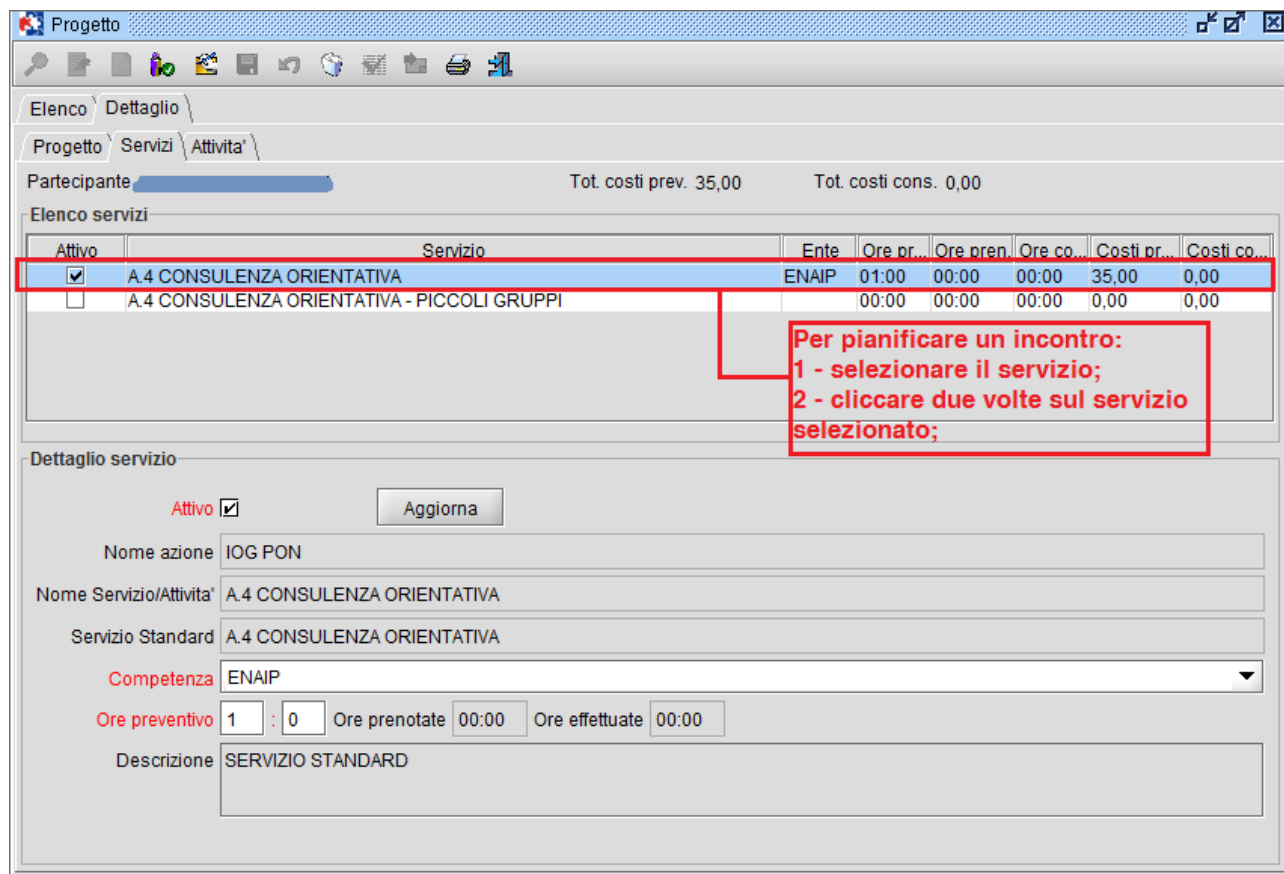 Progetto
Elenco Dettaglio
Progetto Servizi Attivita'
Partecipante Tot. costi prev. 35,00 Tot. costi cons. 0,00
Elenco servizi
Attivo Servizio Ente Ore pr... Ore pren. Ore co... Costi pr... Costi co...
A.4 CONSULENZA ORIENTATIVA ENAIP 01:00 00:00 00:00 35,00 0,00
A.4 CONSULENZA ORIENTATIVA - PICCOLI GRUPPI 00:00 00:00 00:00 0,00 0,00
Per pianificare un incontro:
1 - selezionare il servizio;
2 - cliccare due volte sul servizio
selezionato;
Dettaglio servizio
Attivo Aggiorna
Nome azione IOG PON
Nome Servizio/Attivita' A.4 CONSULENZA ORIENTATIVA
Servizio Standard A.4 CONSULENZA ORIENTATIVA
Competenza ENAIP
Ore preventivo 1 : 0 Ore prenotate 00:00 Ore effettuate 00:00
Descrizione SERVIZIO STANDARD